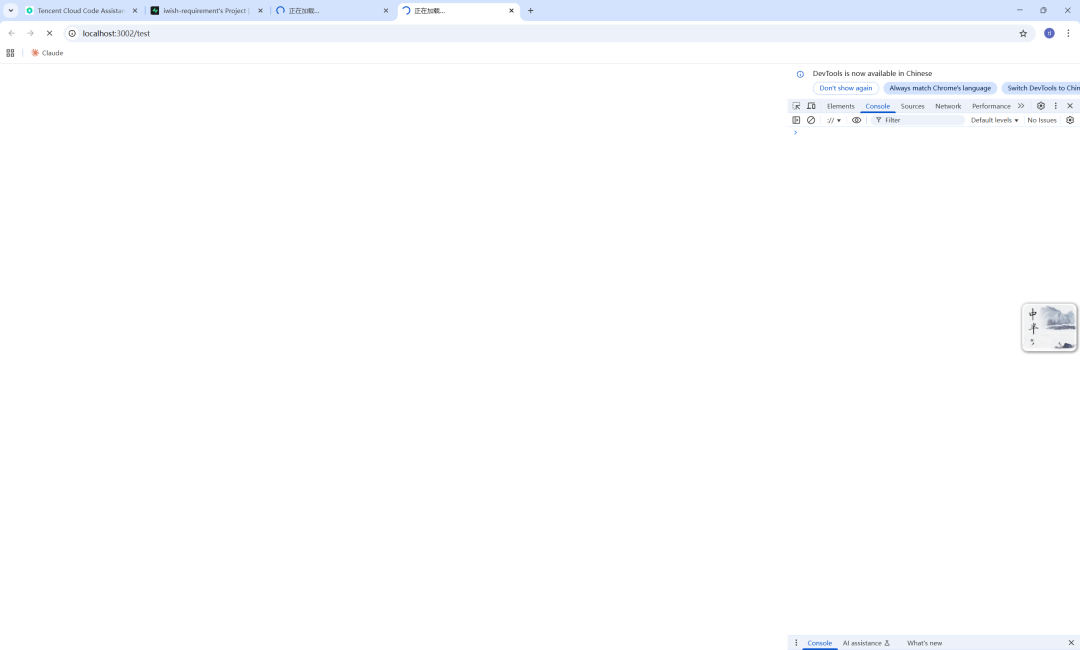 Tencent Cloud Code Assistan
iwish-requirement's Project |
正在加载...
正在加载...
localhost:3002/test
Claude
DevTools is now available in Chinese
Don't show again
Always match Chrome's language
Switch DevTools to Chin
Elements
Console
Sources
Network
Performance
://
Filter
Default levels
No Issues
中
半
Console
AI assistance
What's new